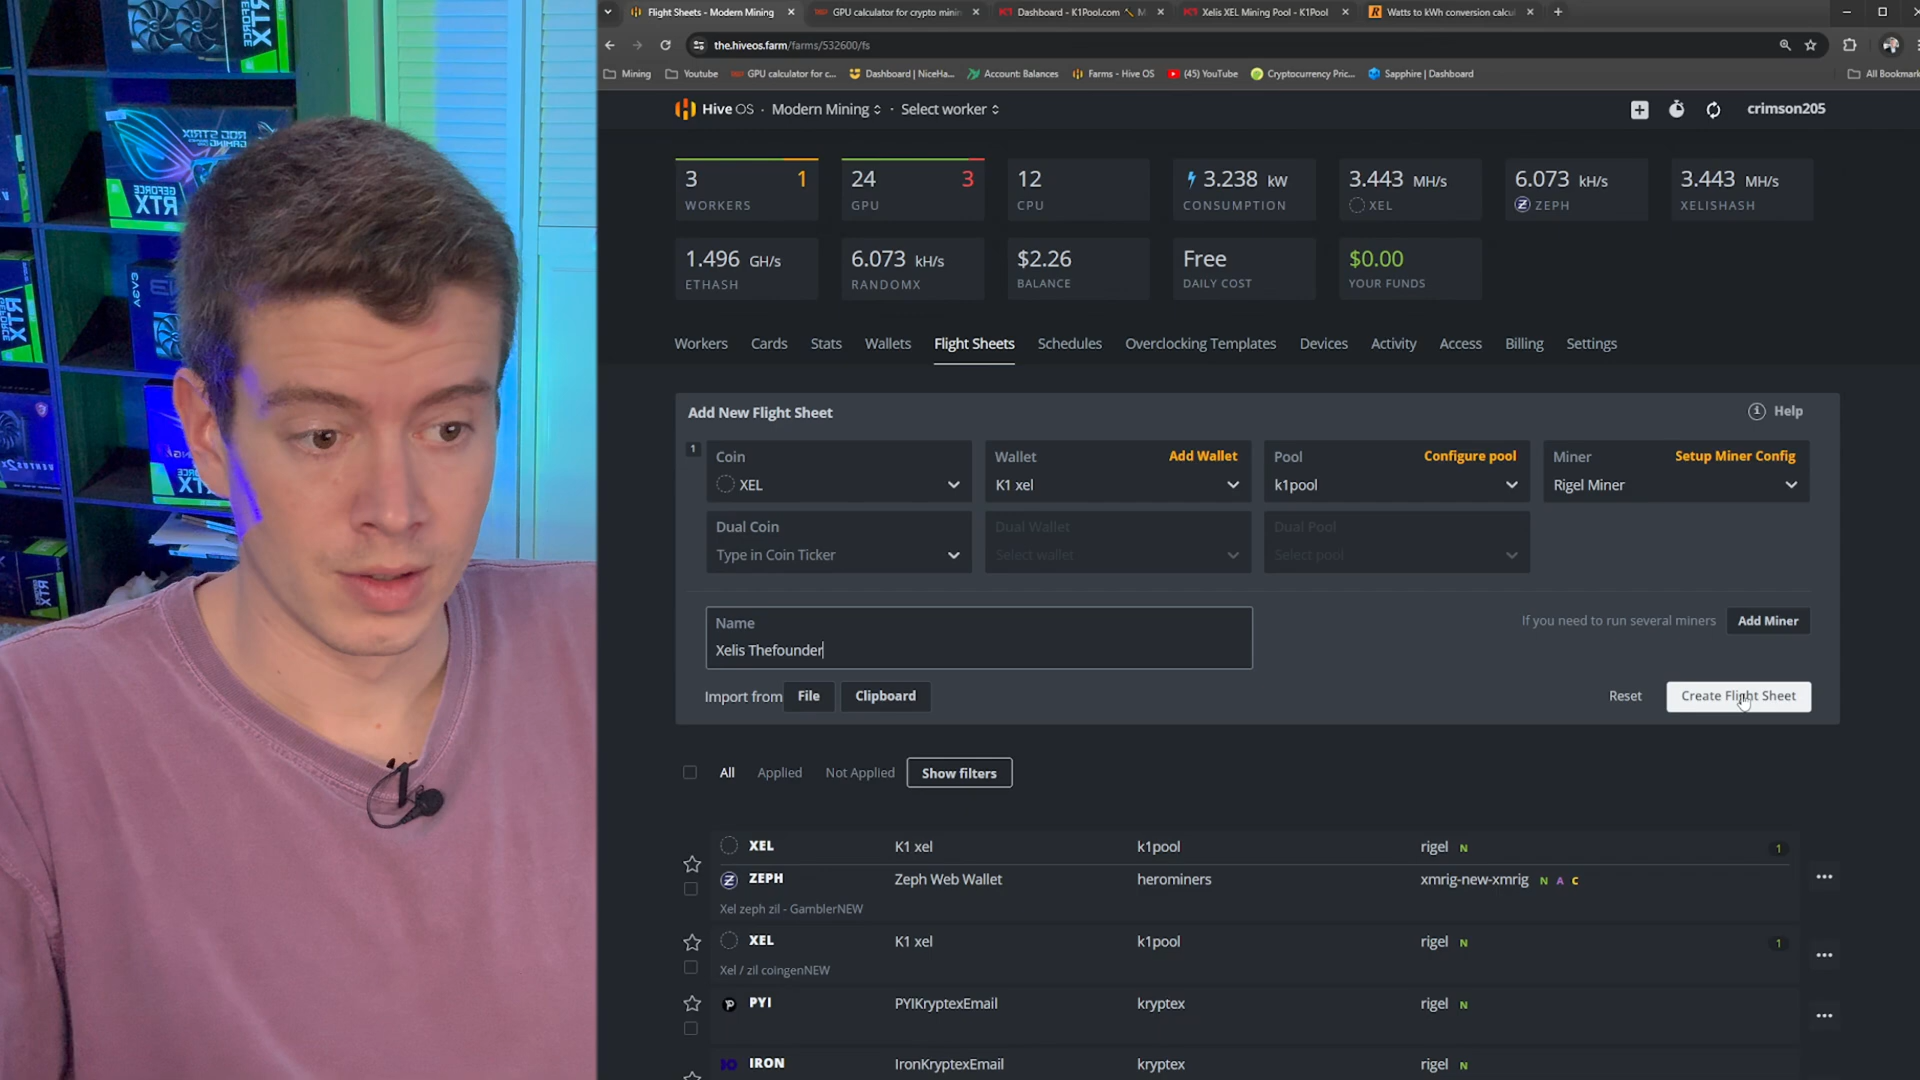 Flight Sheets - Modern Mining
GPU calculator for crypto minin
Dashboard - K1Pool.com
Xelis XEL Mining Pool - K1Pool
Watts to kWh conversion calcu
the.hiveos.farm/farms/532600/fs
Mining
Youtube
GPU calculator for c...
Dashboard | NiceHa...
Account: Balances
Farms - Hive OS
(45) YouTube
Cryptocurrency Pric...
Sapphire | Dashboard
All Bookmark
Hive OS · Modern Mining · Select worker
crimson205
3 1
WORKERS
24 3
GPU
12
CPU
3.238 kW
CONSUMPTION
3.443 MH/s
XEL
6.073 kH/s
ZEPH
3.443 MH/s
XELISHASH
1.496 GH/s
ETHASH
6.073 kH/s
RANDOMX
$2.26
BALANCE
Free
DAILY COST
$0.00
YOUR FUNDS
Workers Cards Stats Wallets Flight Sheets Schedules Overclocking Templates Devices Activity Access Billing Settings
Add New Flight Sheet
Help
1
Coin
XEL
Wallet Add Wallet
K1 xel
Pool Configure pool
k1pool
Miner Setup Miner Config
Rigel Miner
Dual Coin
Type in Coin Ticker
Dual Wallet
Select wallet
Dual Pool
Select pool
Name
Xelis Thefounder
If you need to run several miners Add Miner
Import from File Clipboard
Reset Create Flight Sheet
All Applied Not Applied Show filters
XEL K1 xel k1pool rigel N 1
ZEPH Zeph Web Wallet herominers xmrig-new-xmrig N A C
Xel zeph zil - GamblerNEW
XEL K1 xel k1pool rigel N 1
Xel / zil coingenNEW
PYI PYIKryptexEmail kryptex rigel N
IRON IronKryptexEmail kryptex rigel N
RTX
GEFORCE
RTX
RTX
EVGA
RTX
RTX
RTX